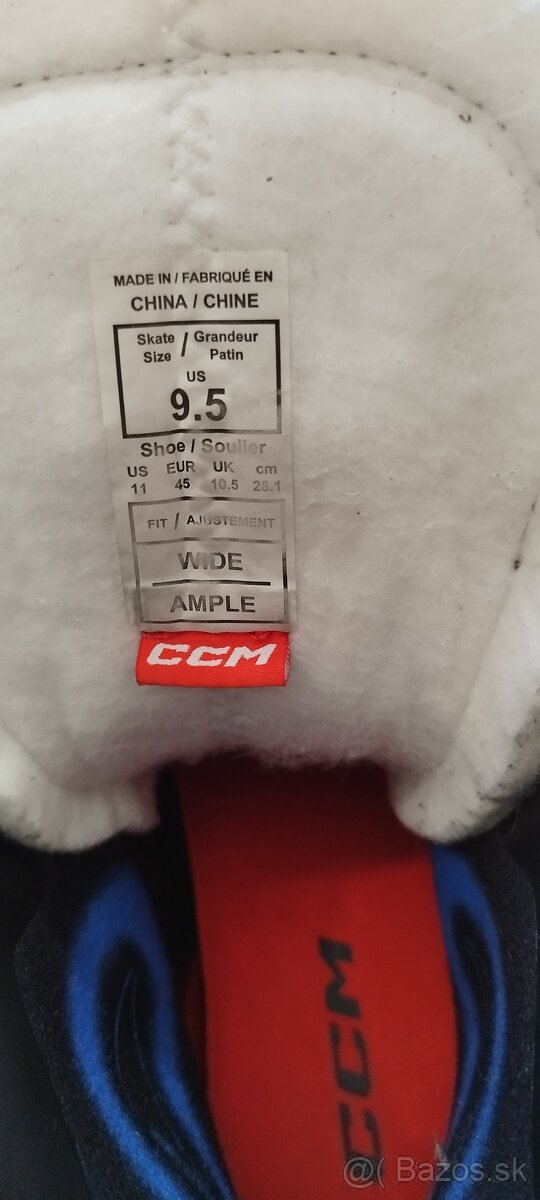 MADE IN / FABRIQUÉ EN
CHINA / CHINE
Skate Size / Grandeur Patin
US
9.5
Shoe / Soulier
US EUR UK cm
11 45 10.5 28.1
FIT / AJUSTEMENT
WIDE
AMPLE
CCM
CCM
@( Bazos.sk